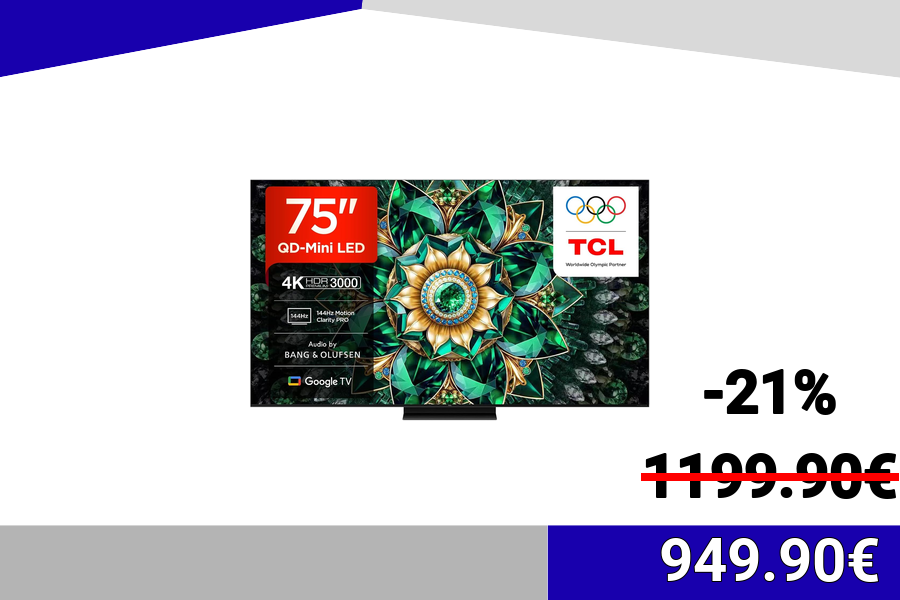 75"
QD-Mini LED
4K HDR PREMIUM 3000
144Hz
144Hz Motion
Clarity PRO
Audio by
BANG & OLUFSEN
Google TV
TCL
Worldwide Olympic Partner
-21%
1199.90€
949.90€